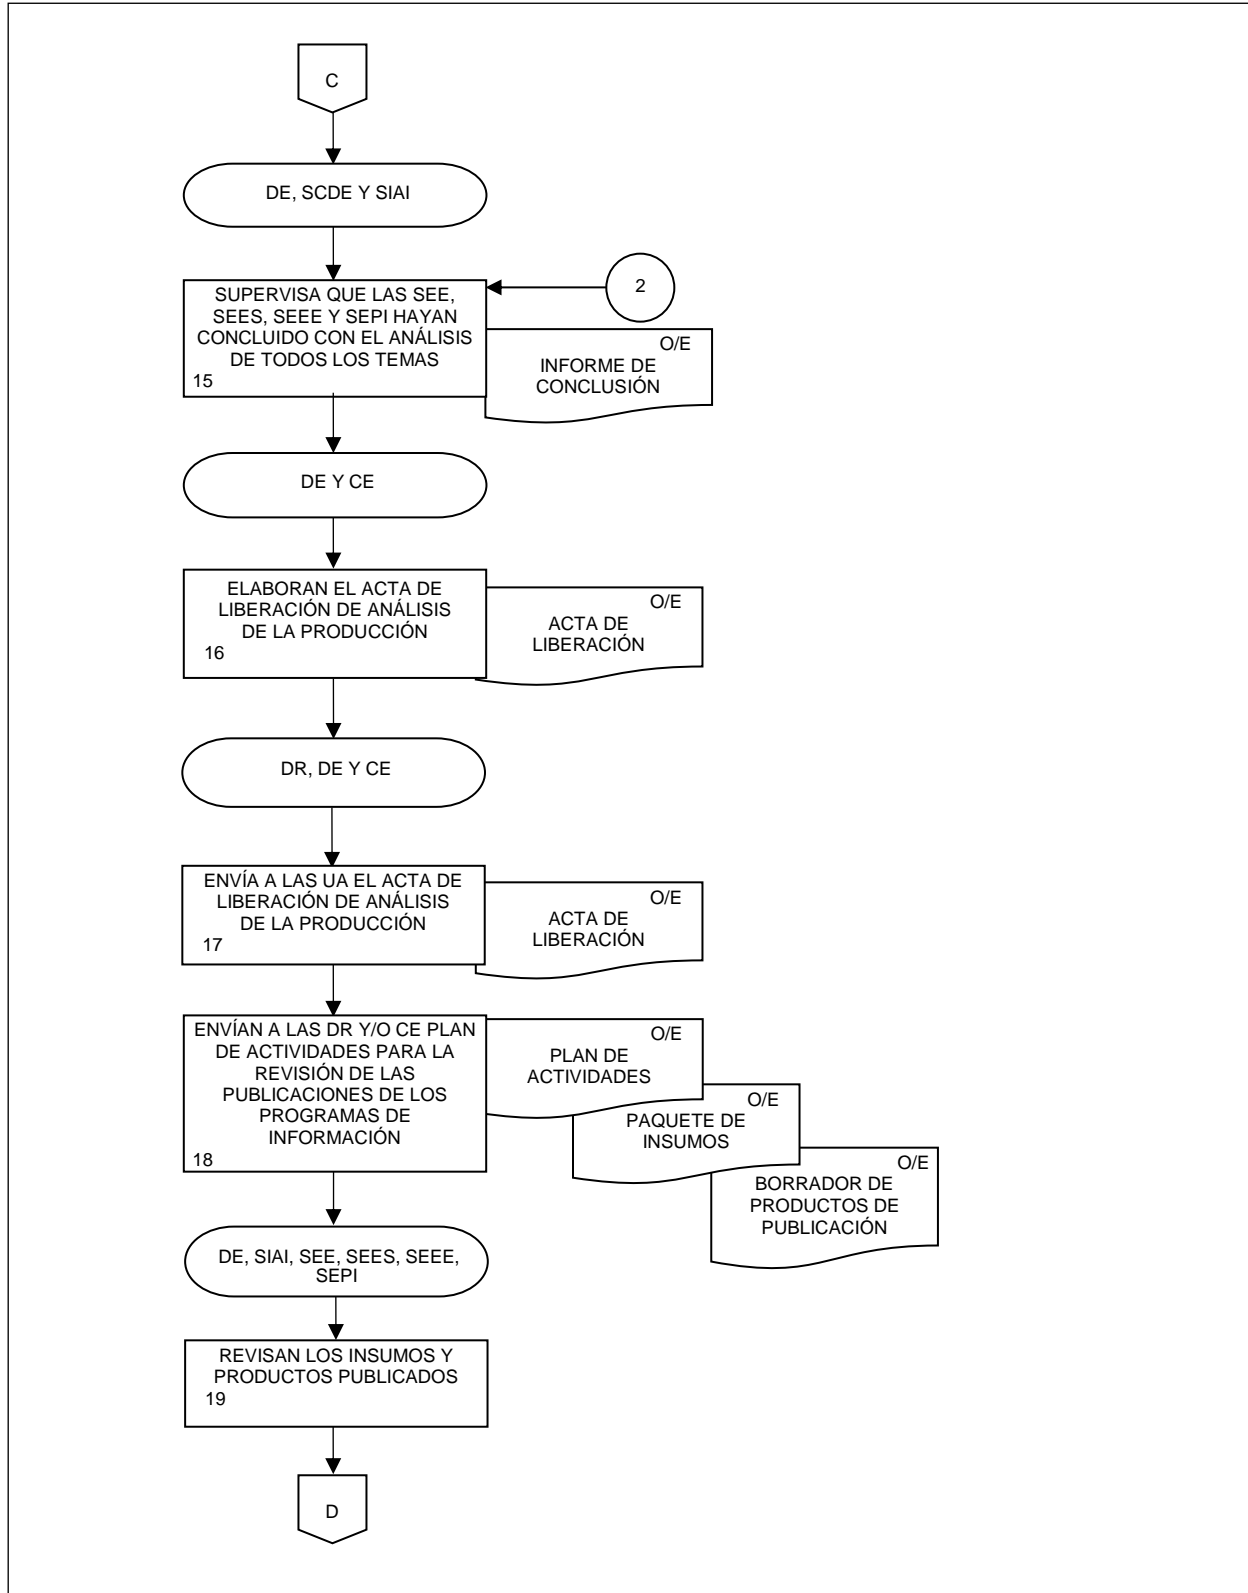 C
DE, SCDE Y SIAI
2
SUPERVISA QUE LAS SEE,
SEES, SEEE Y SEPI HAYAN
CONCLUIDO CON EL ANÁLISIS
DE TODOS LOS TEMAS
15
O/E
INFORME DE
CONCLUSIÓN
DE Y CE
ELABORAN EL ACTA DE
LIBERACIÓN DE ANÁLISIS
DE LA PRODUCCIÓN
16
O/E
ACTA DE
LIBERACIÓN
DR, DE Y CE
ENVÍA A LAS UA EL ACTA DE
LIBERACIÓN DE ANÁLISIS
DE LA PRODUCCIÓN
17
O/E
ACTA DE
LIBERACIÓN
ENVÍAN A LAS DR Y/O CE PLAN
DE ACTIVIDADES PARA LA
REVISIÓN DE LAS
PUBLICACIONES DE LOS
PROGRAMAS DE
INFORMACIÓN
18
O/E
PLAN DE
ACTIVIDADES
O/E
PAQUETE DE
INSUMOS
O/E
BORRADOR DE
PRODUCTOS DE
PUBLICACIÓN
DE, SIAI, SEE, SEES, SEEE,
SEPI
REVISAN LOS INSUMOS Y
PRODUCTOS PUBLICADOS
19
D